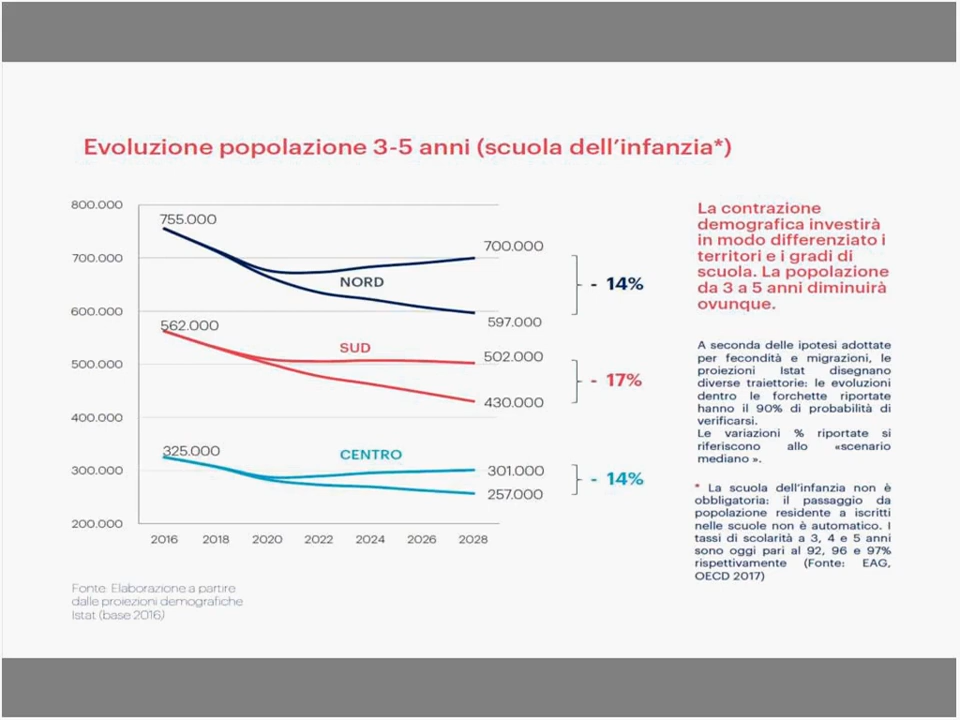 Evoluzione popolazione 3-5 anni (scuola dell'infanzia*)
800.000
700.000
600.000
500.000
400.000
300.000
200.000
755.000
700.000
NORD
597.000
- 14%
562.000
SUD
502.000
430.000
- 17%
325.000
CENTRO
301.000
257.000
- 14%
2016 2018 2020 2022 2024 2026 2028
Fonte: Elaborazione a partire
dalle proiezioni demografiche
Istat (base 2016)
La contrazione
demografica investirà
in modo differenziato i
territori e i gradi di
scuola. La popolazione
da 3 a 5 anni diminuirà
ovunque.
A seconda delle ipotesi adottate
per fecondità e migrazioni, le
proiezioni Istat disegnano
diverse traiettorie: le evoluzioni
dentro le forchette riportate
hanno il 90% di probabilità di
verificarsi.
Le variazioni % riportate si
riferiscono allo «scenario
mediano ».
* La scuola dell'infanzia non è
obbligatoria: il passaggio da
popolazione residente a iscritti
nelle scuole non è automatico. I
tassi di scolarità a 3, 4 e 5 anni
sono oggi pari al 92, 96 e 97%
rispettivamente (Fonte: EAG,
OECD 2017)